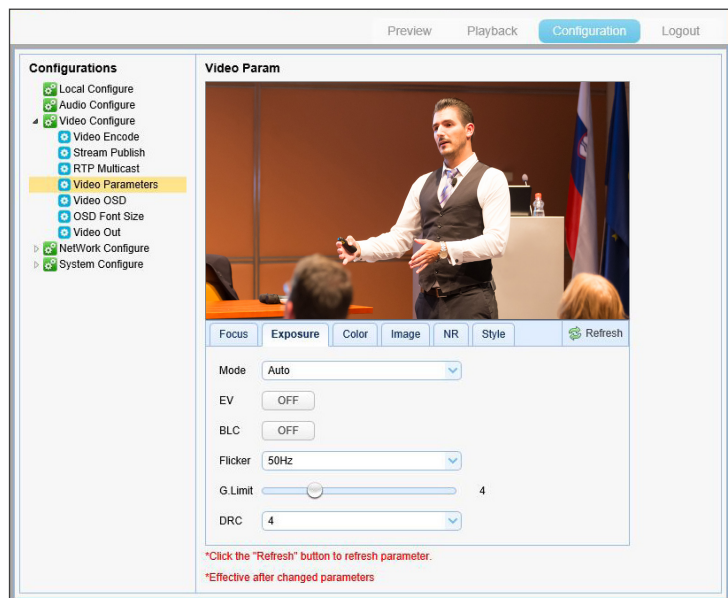 Preview Playback Configuration Logout
Configurations
Local Configure
Audio Configure
Video Configure
Video Encode
Stream Publish
RTP Multicast
Video Parameters
Video OSD
OSD Font Size
Video Out
NetWork Configure
System Configure
Video Param
Focus Exposure Color Image NR Style Refresh
Mode Auto
EV OFF
BLC OFF
Flicker 50Hz
G.Limit 4
DRC 4
*Click the "Refresh" button to refresh parameter.
*Effective after changed parameters